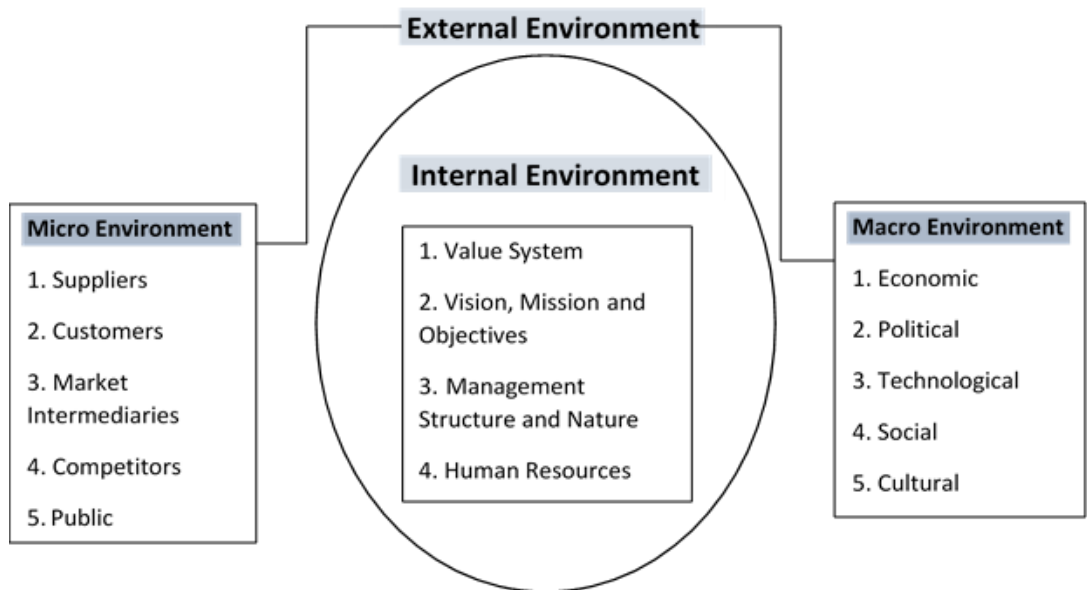 External Environment
Internal Environment
Micro Environment
1. Suppliers
2. Customers
3. Market
Intermediaries
4. Competitors
5. Public
1. Value System
2. Vision, Mission and
Objectives
3. Management
Structure and Nature
4. Human Resources
Macro Environment
1. Economic
2. Political
3. Technological
4. Social
5. Cultural